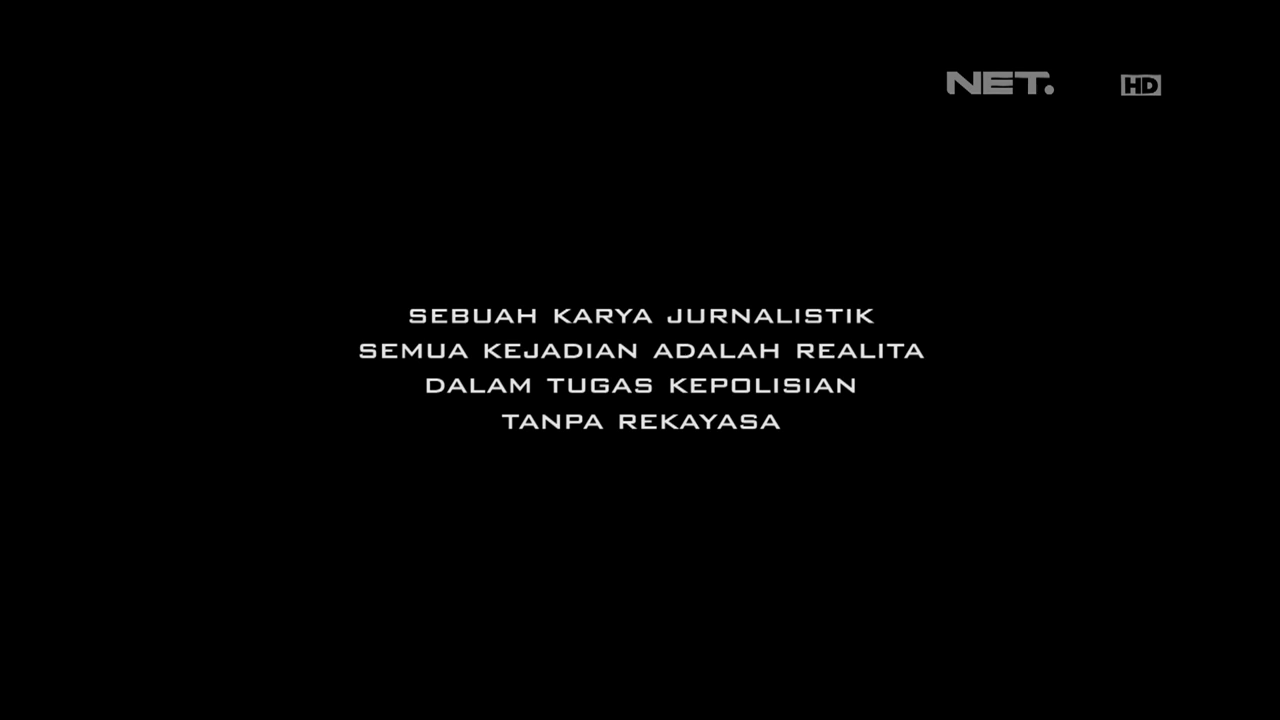 NET. HD
SEBUAH KARYA JURNALISTIK
SEMUA KEJADIAN ADALAH REALITA
DALAM TUGAS KEPOLISIAN
TANPA REKAYASA